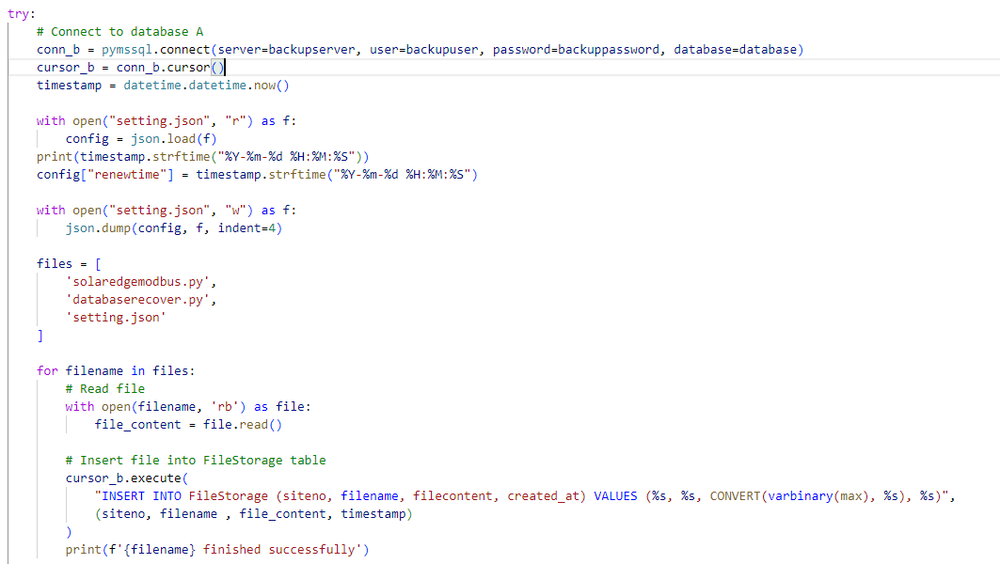 try:
    # Connect to database A
    conn_b = pymssql.connect(server=backupserver, user=backupuser, password=backuppassword, database=database)
    cursor_b = conn_b.cursor()
    timestamp = datetime.datetime.now()

    with open("setting.json", "r") as f:
        config = json.load(f)
    print(timestamp.strftime("%Y-%m-%d %H:%M:%S"))
    config["renewtime"] = timestamp.strftime("%Y-%m-%d %H:%M:%S")

    with open("setting.json", "w") as f:
        json.dump(config, f, indent=4)

    files = [
        'solaredgemodbus.py',
        'databaserecover.py',
        'setting.json'
    ]

    for filename in files:
        # Read file
        with open(filename, 'rb') as file:
            file_content = file.read()

        # Insert file into FileStorage table
        cursor_b.execute(
            "INSERT INTO FileStorage (siteno, filename, filecontent, created_at) VALUES (%s, %s, CONVERT(varbinary(max), %s), %s)",
            (siteno, filename , file_content, timestamp)
        )
        print(f'{filename} finished successfully')